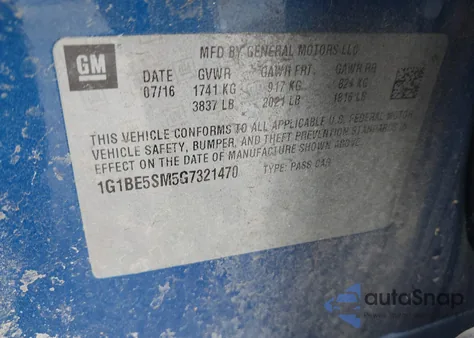 GM
MFD BY GENERAL MOTORS LLC
DATE GVWR GAWR FRT GAWR RR
07/16 1741 KG 917 KG 824 KG
3837 LB 2021 LB 1816 LB
THIS VEHICLE CONFORMS TO ALL APPLICABLE U.S. FEDERAL MOTOR
VEHICLE SAFETY, BUMPER, AND THEFT PREVENTION STANDARDS IN
EFFECT ON THE DATE OF MANUFACTURE SHOWN ABOVE.
1G1BE5SM5G7321470 TYPE: PASS CAR
autoSnap